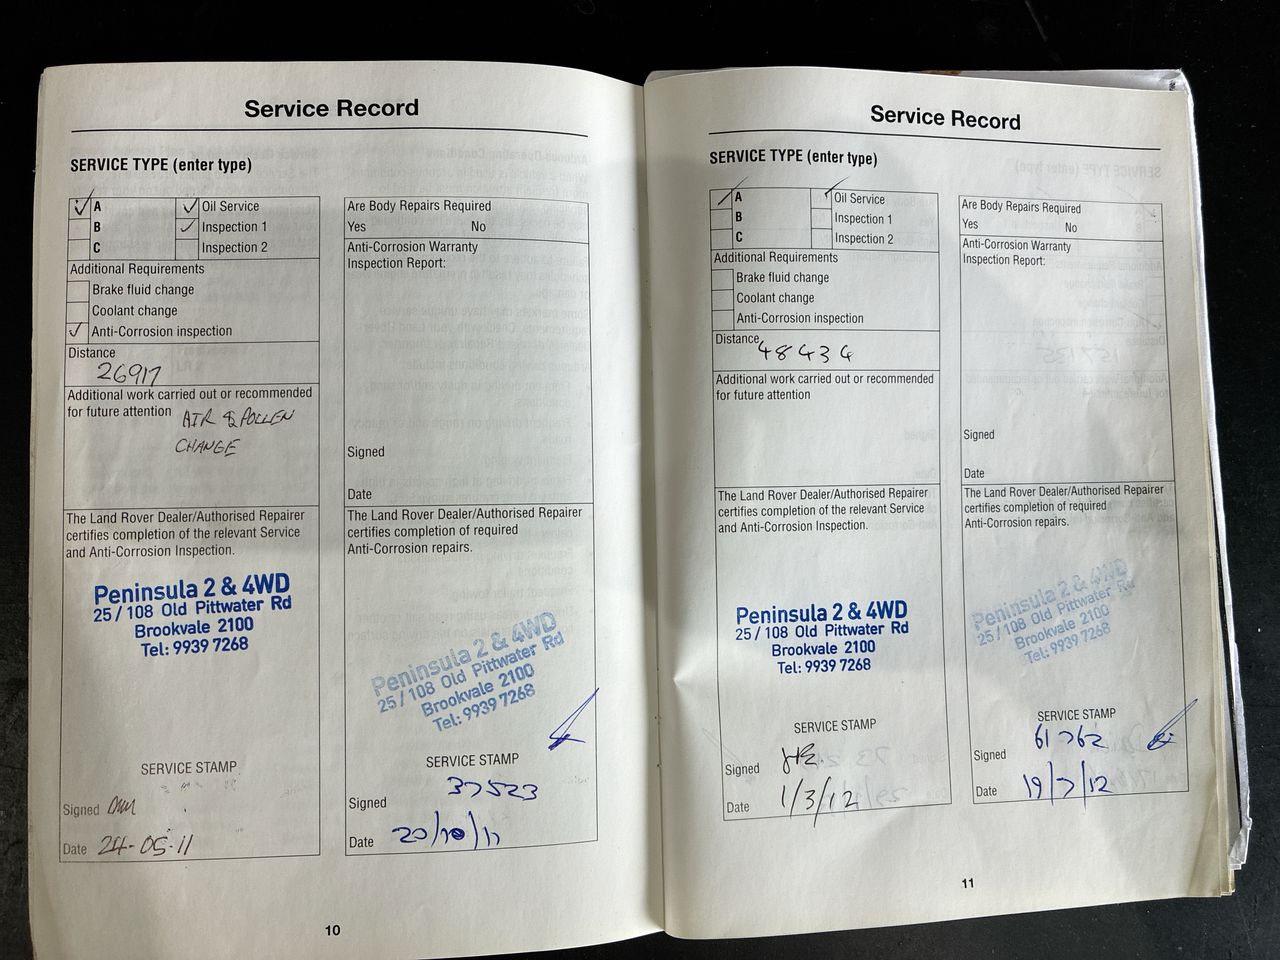 Service Record
SERVICE TYPE (enter type)
A
Oil Service
B
Inspection 1
C
Inspection 2
Additional Requirements
Brake fluid change
Coolant change
Anti-Corrosion inspection
Distance
26917
Additional work carried out or recommended
for future attention AIR & POLLEN
CHANGE
The Land Rover Dealer/Authorised Repairer
certifies completion of the relevant Service
and Anti-Corrosion Inspection.
Peninsula 2 & 4WD
25/108 Old Pittwater Rd
Brookvale 2100
Tel: 9939 7268
SERVICE STAMP
Signed
Date 24-05-11
Are Body Repairs Required
Yes No
Anti-Corrosion Warranty
Inspection Report:
Signed
Date
The Land Rover Dealer/Authorised Repairer
certifies completion of required
Anti-Corrosion repairs.
Peninsula 2 & 4WD
25/108 Old Pittwater Rd
Brookvale 2100
Tel: 9939 7268
SERVICE STAMP
37523
Signed
Date 20/10/11
10
Service Record
SERVICE TYPE (enter type)
A
Oil Service
B
Inspection 1
C
Inspection 2
Additional Requirements
Brake fluid change
Coolant change
Anti-Corrosion inspection
Distance
48434
Additional work carried out or recommended
for future attention
The Land Rover Dealer/Authorised Repairer
certifies completion of the relevant Service
and Anti-Corrosion Inspection.
Peninsula 2 & 4WD
25/108 Old Pittwater Rd
Brookvale 2100
Tel: 9939 7268
SERVICE STAMP
Signed
Date 1/3/12
Are Body Repairs Required
Yes No
Anti-Corrosion Warranty
Inspection Report:
Signed
Date
The Land Rover Dealer/Authorised Repairer
certifies completion of required
Anti-Corrosion repairs.
Peninsula 2 & 4WD
25/108 Old Pittwater Rd
Brookvale 2100
Tel: 9939 7268
SERVICE STAMP
61762
Signed
Date 19/7/12
11